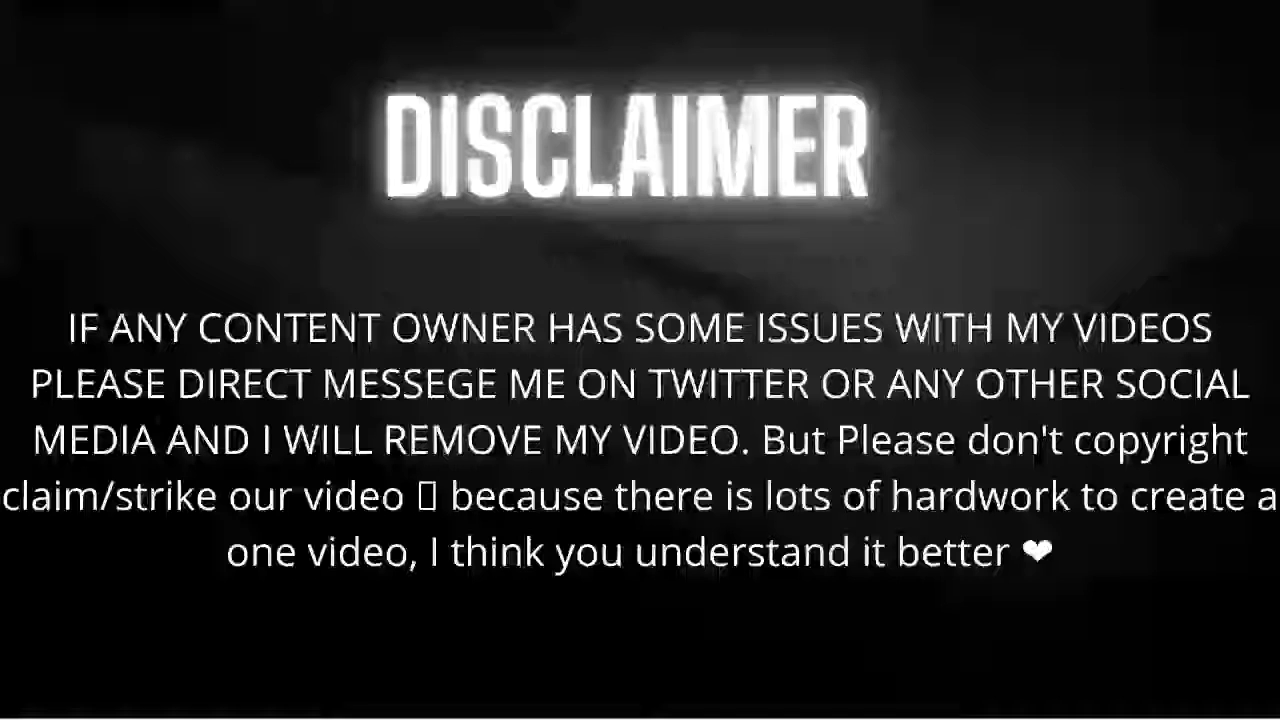 DISCLAIMER
IF ANY CONTENT OWNER HAS SOME ISSUES WITH MY VIDEOS
PLEASE DIRECT MESSEGE ME ON TWITTER OR ANY OTHER SOCIAL
MEDIA AND I WILL REMOVE MY VIDEO. But Please don't copyright
claim/strike our video ▯ because there is lots of hardwork to create a
one video, I think you understand it better ❤